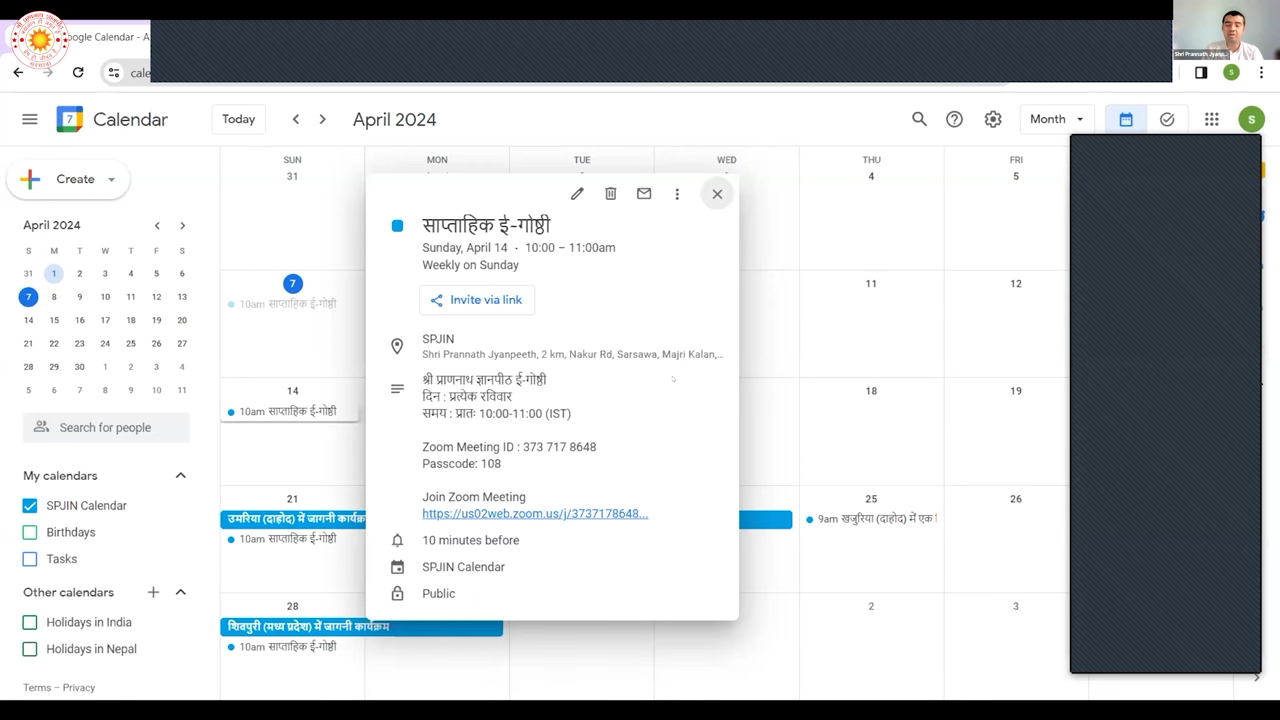 श्री प्राणनाथ ज्ञानपीठ
oogle Calendar - A
cale
Shri Prannath Jyanp...
S
Calendar
Today
April 2024
Month
S
Create
April 2024
S M T W T F S
31 1 2 3 4 5 6
7 8 9 10 11 12 13
14 15 16 17 18 19 20
21 22 23 24 25 26 27
28 29 30 1 2 3 4
5 6 7 8 9 10 11
Search for people
My calendars
SPJIN Calendar
Birthdays
Tasks
Other calendars
Holidays in India
Holidays in Nepal
Terms – Privacy
SUN MON TUE WED THU FRI
31 4 5
7 11 12
10am साप्ताहिक ई-गोष्ठी
14 18 19
10am साप्ताहिक ई-गोष्ठी
21 25 26
उमरिया (दाहोद) में जागनी कार्यक्र
9am खजुरिया (दाहोद) में एक
10am साप्ताहिक ई-गोष्ठी
28 2 3
शिवपुरी (मध्य प्रदेश) में जागनी कार्यक्रम
10am साप्ताहिक ई-गोष्ठी
साप्ताहिक ई-गोष्ठी
Sunday, April 14 · 10:00 – 11:00am
Weekly on Sunday
Invite via link
SPJIN
Shri Prannath Jyanpeeth, 2 km, Nakur Rd, Sarsawa, Majri Kalan,...
श्री प्राणनाथ ज्ञानपीठ ई-गोष्ठी
दिन : प्रत्येक रविवार
समय : प्रातः 10:00-11:00 (IST)
Zoom Meeting ID : 373 717 8648
Passcode: 108
Join Zoom Meeting
https://us02web.zoom.us/j/3737178648...
10 minutes before
SPJIN Calendar
Public